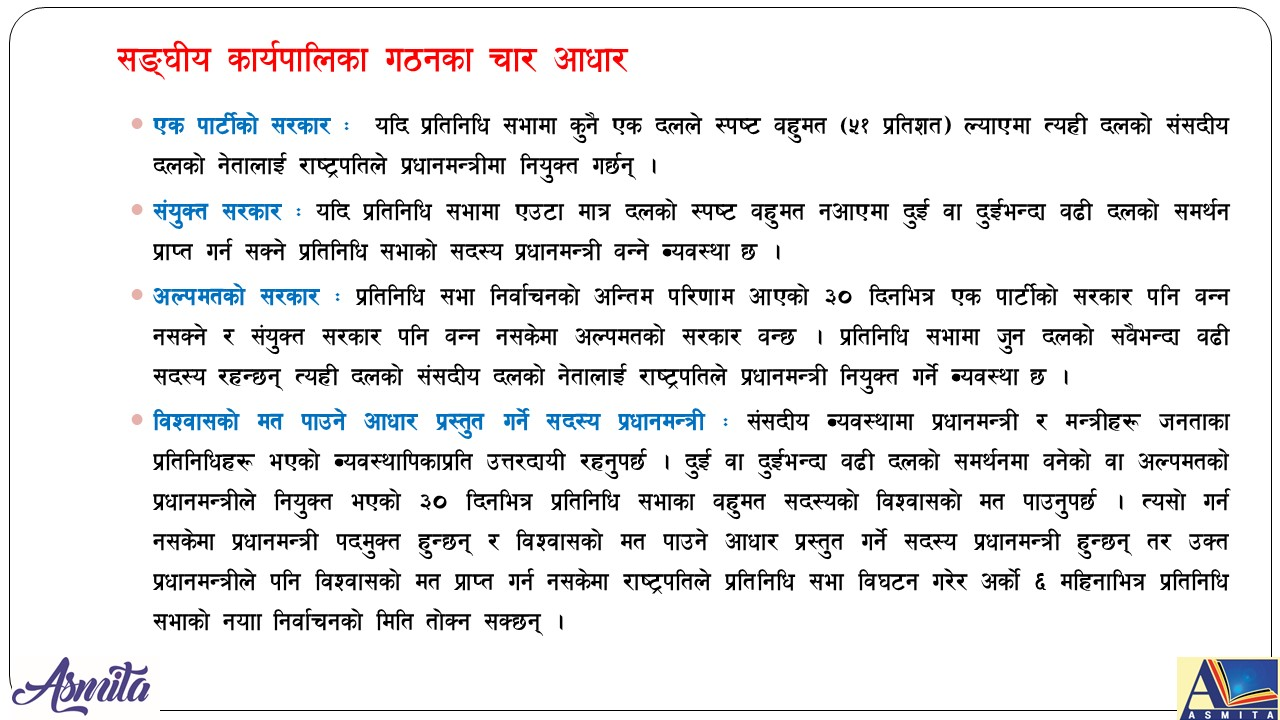 सङ्घीय कार्यपालिका गठनका चार आधार
एक पार्टीको सरकार : यदि प्रतिनिधि सभामा कुनै एक दलले स्पष्ट वहुमत (५१ प्रतिशत) ल्याएमा त्यही दलको संसदीय
दलको नेतालाई राष्ट्रपतिले प्रधानमन्त्रीमा नियुक्त गर्छन् ।
संयुक्त सरकार : यदि प्रतिनिधि सभामा एउटा मात्र दलको स्पष्ट वहुमत नआएमा दुई वा दुईभन्दा वढी दलको समर्थन
प्राप्त गर्न सक्ने प्रतिनिधि सभाको सदस्य प्रधानमन्त्री वन्ने व्यवस्था छ ।
अल्पमतको सरकार : प्रतिनिधि सभा निर्वाचनको अन्तिम परिणाम आएको ३० दिनभित्र एक पार्टीको सरकार पनि वन्न
नसक्ने र संयुक्त सरकार पनि वन्न नसकेमा अल्पमतको सरकार वन्छ । प्रतिनिधि सभामा जुन दलको सवैभन्दा वढी
सदस्य रहन्छन् त्यही दलको संसदीय दलको नेतालाई राष्ट्रपतिले प्रधानमन्त्री नियुक्त गर्ने व्यवस्था छ ।
विश्वासको मत पाउने आधार प्रस्तुत गर्ने सदस्य प्रधानमन्त्री : संसदीय व्यवस्थामा प्रधानमन्त्री र मन्त्रीहरू जनताका
प्रतिनिधिहरू भएको व्यवस्थापिकाप्रति उत्तरदायी रहनुपर्छ । दुई वा दुईभन्दा वढी दलको समर्थनमा वनेको वा अल्पमतको
प्रधानमन्त्रीले नियुक्त भएको ३० दिनभित्र प्रतिनिधि सभाका वहुमत सदस्यको विश्वासको मत पाउनुपर्छ । त्यसो गर्न
नसकेमा प्रधानमन्त्री पदमुक्त हुन्छन् र विश्वासको मत पाउने आधार प्रस्तुत गर्ने सदस्य प्रधानमन्त्री हुन्छन् तर उक्त
प्रधानमन्त्रीले पनि विश्वासको मत प्राप्त गर्न नसकेमा राष्ट्रपतिले प्रतिनिधि सभा विघटन गरेर अर्को ६ महिनाभित्र प्रतिनिधि
सभाको नयाा निर्वाचनको मिति तोक्न सक्छन् ।
Asmita
ASMITA